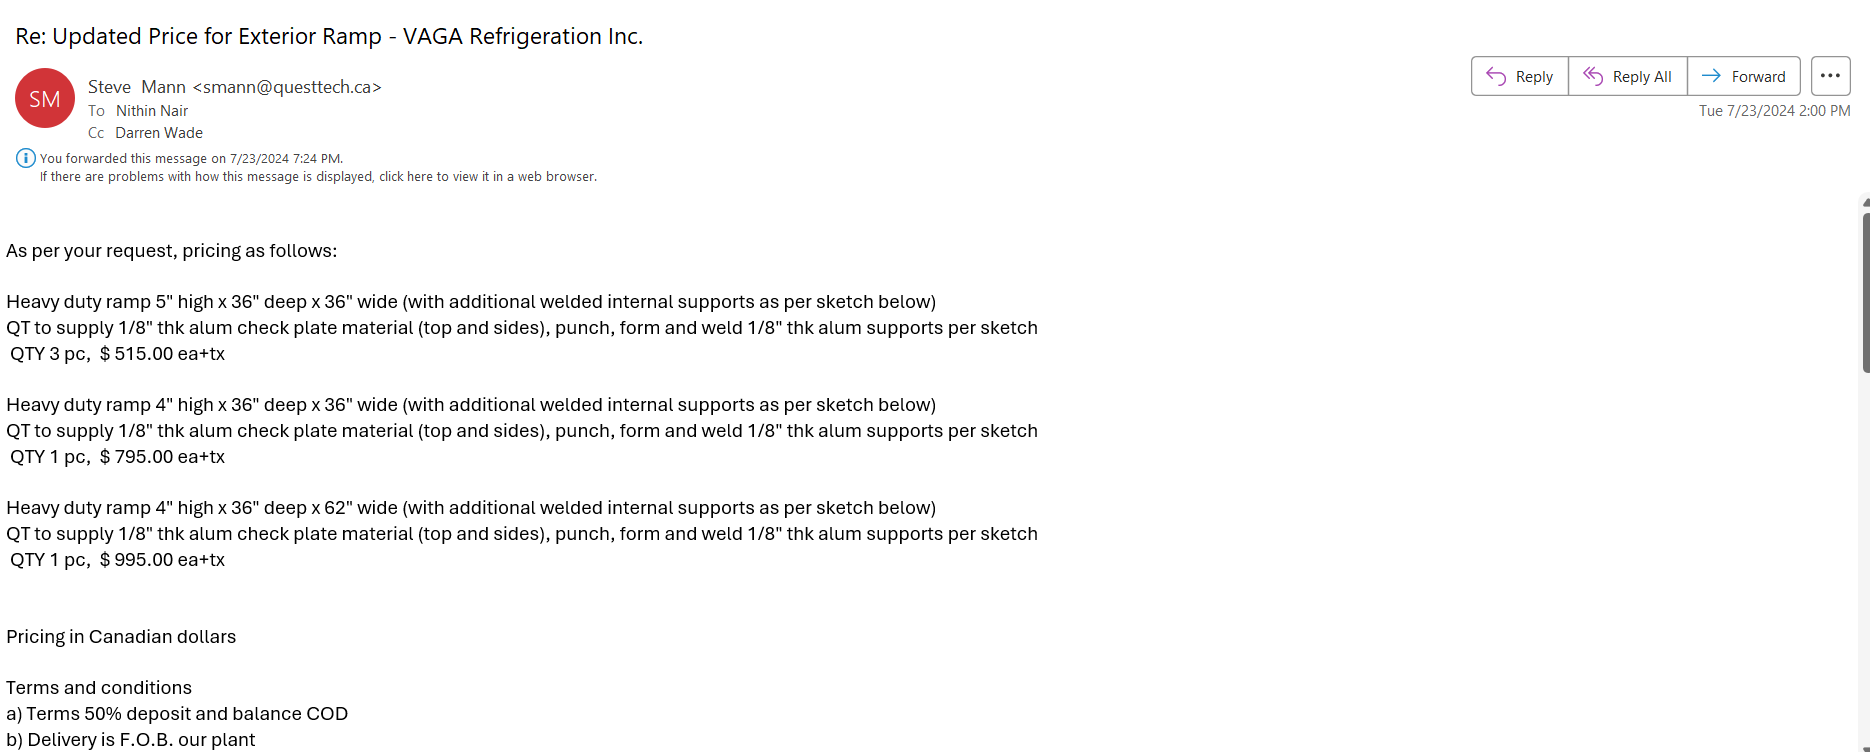 Re: Updated Price for Exterior Ramp - VAGA Refrigeration Inc.
SM
Steve Mann <smann@questtech.ca>
To Nithin Nair
Cc Darren Wade
Reply
Reply All
Forward
Tue 7/23/2024 2:00 PM
You forwarded this message on 7/23/2024 7:24 PM.
If there are problems with how this message is displayed, click here to view it in a web browser.
As per your request, pricing as follows:
Heavy duty ramp 5" high x 36" deep x 36" wide (with additional welded internal supports as per sketch below)
QT to supply 1/8" thk alum check plate material (top and sides), punch, form and weld 1/8" thk alum supports per sketch
QTY 3 pc, $ 515.00 ea+tx
Heavy duty ramp 4" high x 36" deep x 36" wide (with additional welded internal supports as per sketch below)
QT to supply 1/8" thk alum check plate material (top and sides), punch, form and weld 1/8" thk alum supports per sketch
QTY 1 pc, $ 795.00 ea+tx
Heavy duty ramp 4" high x 36" deep x 62" wide (with additional welded internal supports as per sketch below)
QT to supply 1/8" thk alum check plate material (top and sides), punch, form and weld 1/8" thk alum supports per sketch
QTY 1 pc, $ 995.00 ea+tx
Pricing in Canadian dollars
Terms and conditions
a) Terms 50% deposit and balance COD
b) Delivery is F.O.B. our plant